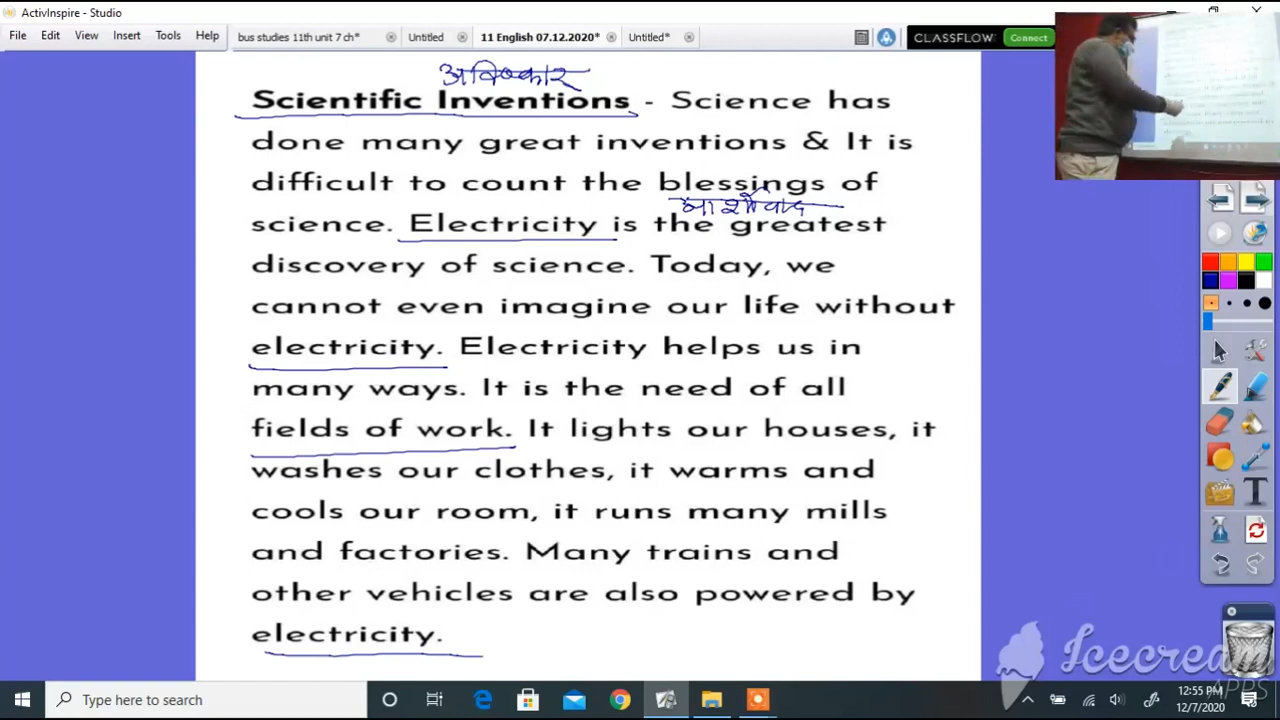 ActivInspire - Studio
File Edit View Insert Tools Help
bus studies 11th unit 7 ch* Untitled 11 English 07.12.2020* Untitled* CLASSFLOW Connect
अविष्कार
Scientific Inventions - Science has
done many great inventions & It is
difficult to count the blessings of
आर्शीवाद
science. Electricity is the greatest
discovery of science. Today, we
cannot even imagine our life without
electricity. Electricity helps us in
many ways. It is the need of all
fields of work. It lights our houses, it
washes our clothes, it warms and
cools our room, it runs many mills
and factories. Many trains and
other vehicles are also powered by
electricity.
Icecream
APPS
Type here to search
12:55 PM
12/7/2020